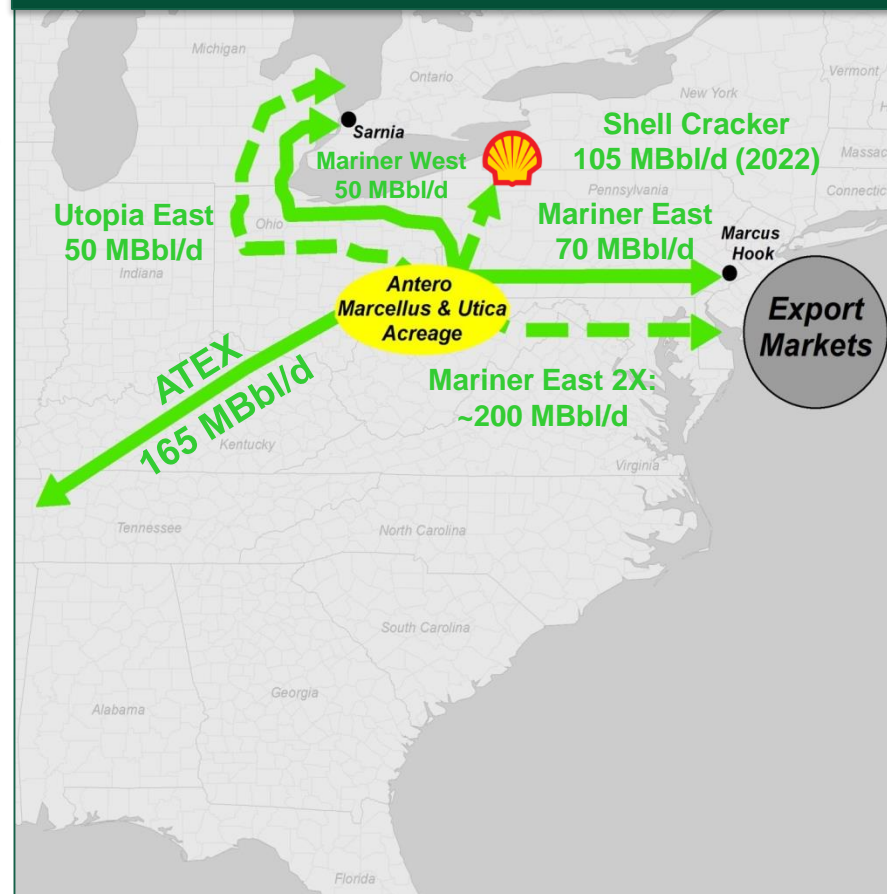 Michigan
Ontario
New York
Vermont
Sarnia
Shell Cracker
105 MBbl/d (2022)
Mariner West
50 MBbl/d
Pennsylvania
Connectic
Utopia East
50 MBbl/d
Ohio
Indiana
Mariner East
70 MBbl/d
Marcus
Hook
Antero
Marcellus & Utica
Acreage
Export
Markets
ATEX
165 MBbl/d
Mariner East 2X:
~200 MBbl/d
Kentucky
Virginia
Tennessee
North Carolina
South Carolina
Alabama
Georgia
Florida